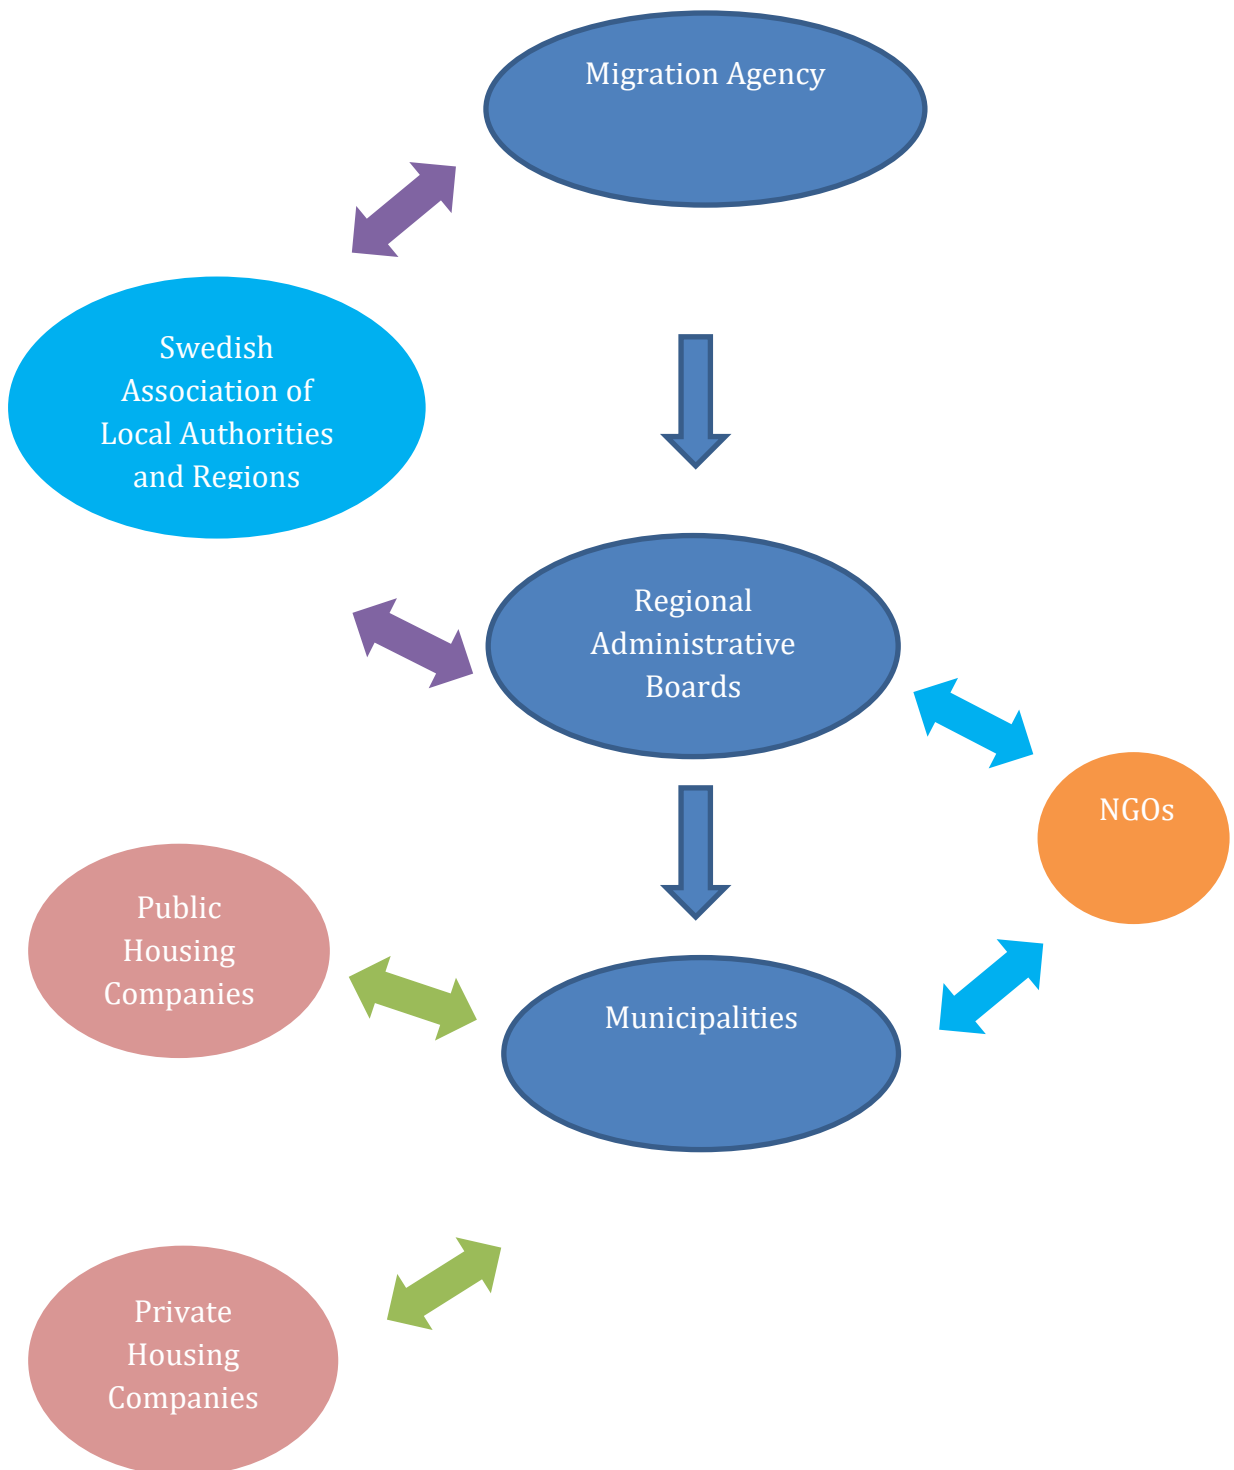 Migration Agency
Swedish
Association of
Local Authorities
and Regions
Regional
Administrative
Boards
NGOs
Public
Housing
Companies
Municipalities
Private
Housing
Companies